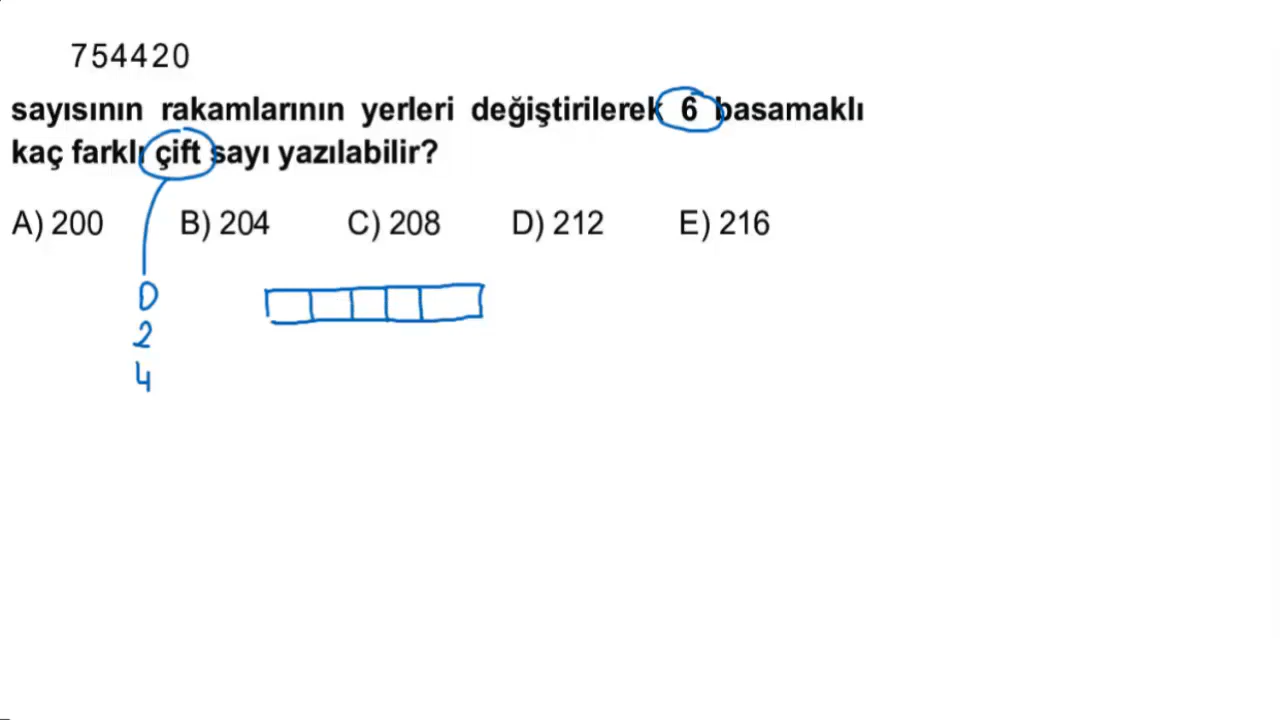 754420
sayısının rakamlarının yerleri değiştirilerek 6 basamaklı
kaç farklı çift sayı yazılabilir?
A) 200 B) 204 C) 208 D) 212 E) 216
0
2
4